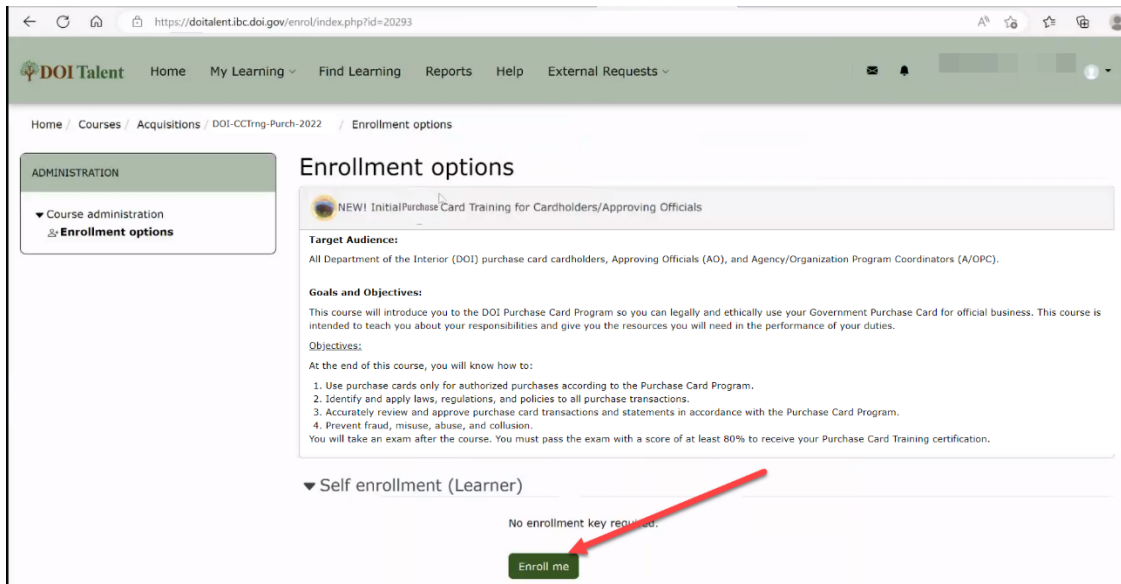 https://doitalent.ibc.doi.gov/enrol/index.php?id=20293
DOI Talent Home My Learning Find Learning Reports Help External Requests
Home / Courses / Acquisitions / DOI-CCTrng-Purch-2022 / Enrollment options
ADMINISTRATION
Course administration
Enrollment options
Enrollment options
NEW! Initial Purchase Card Training for Cardholders/Approving Officials
Target Audience:
All Department of the Interior (DOI) purchase card cardholders, Approving Officials (AO), and Agency/Organization Program Coordinators (A/OPC).
Goals and Objectives:
This course will introduce you to the DOI Purchase Card Program so you can legally and ethically use your Government Purchase Card for official business. This course is
intended to teach you about your responsibilities and give you the resources you will need in the performance of your duties.
Objectives:
At the end of this course, you will know how to:
1. Use purchase cards only for authorized purchases according to the Purchase Card Program.
2. Identify and apply laws, regulations, and policies to all purchase transactions.
3. Accurately review and approve purchase card transactions and statements in accordance with the Purchase Card Program.
4. Prevent fraud, misuse, abuse, and collusion.
You will take an exam after the course. You must pass the exam with a score of at least 80% to receive your Purchase Card Training certification.
Self enrollment (Learner)
No enrollment key required.
Enroll me